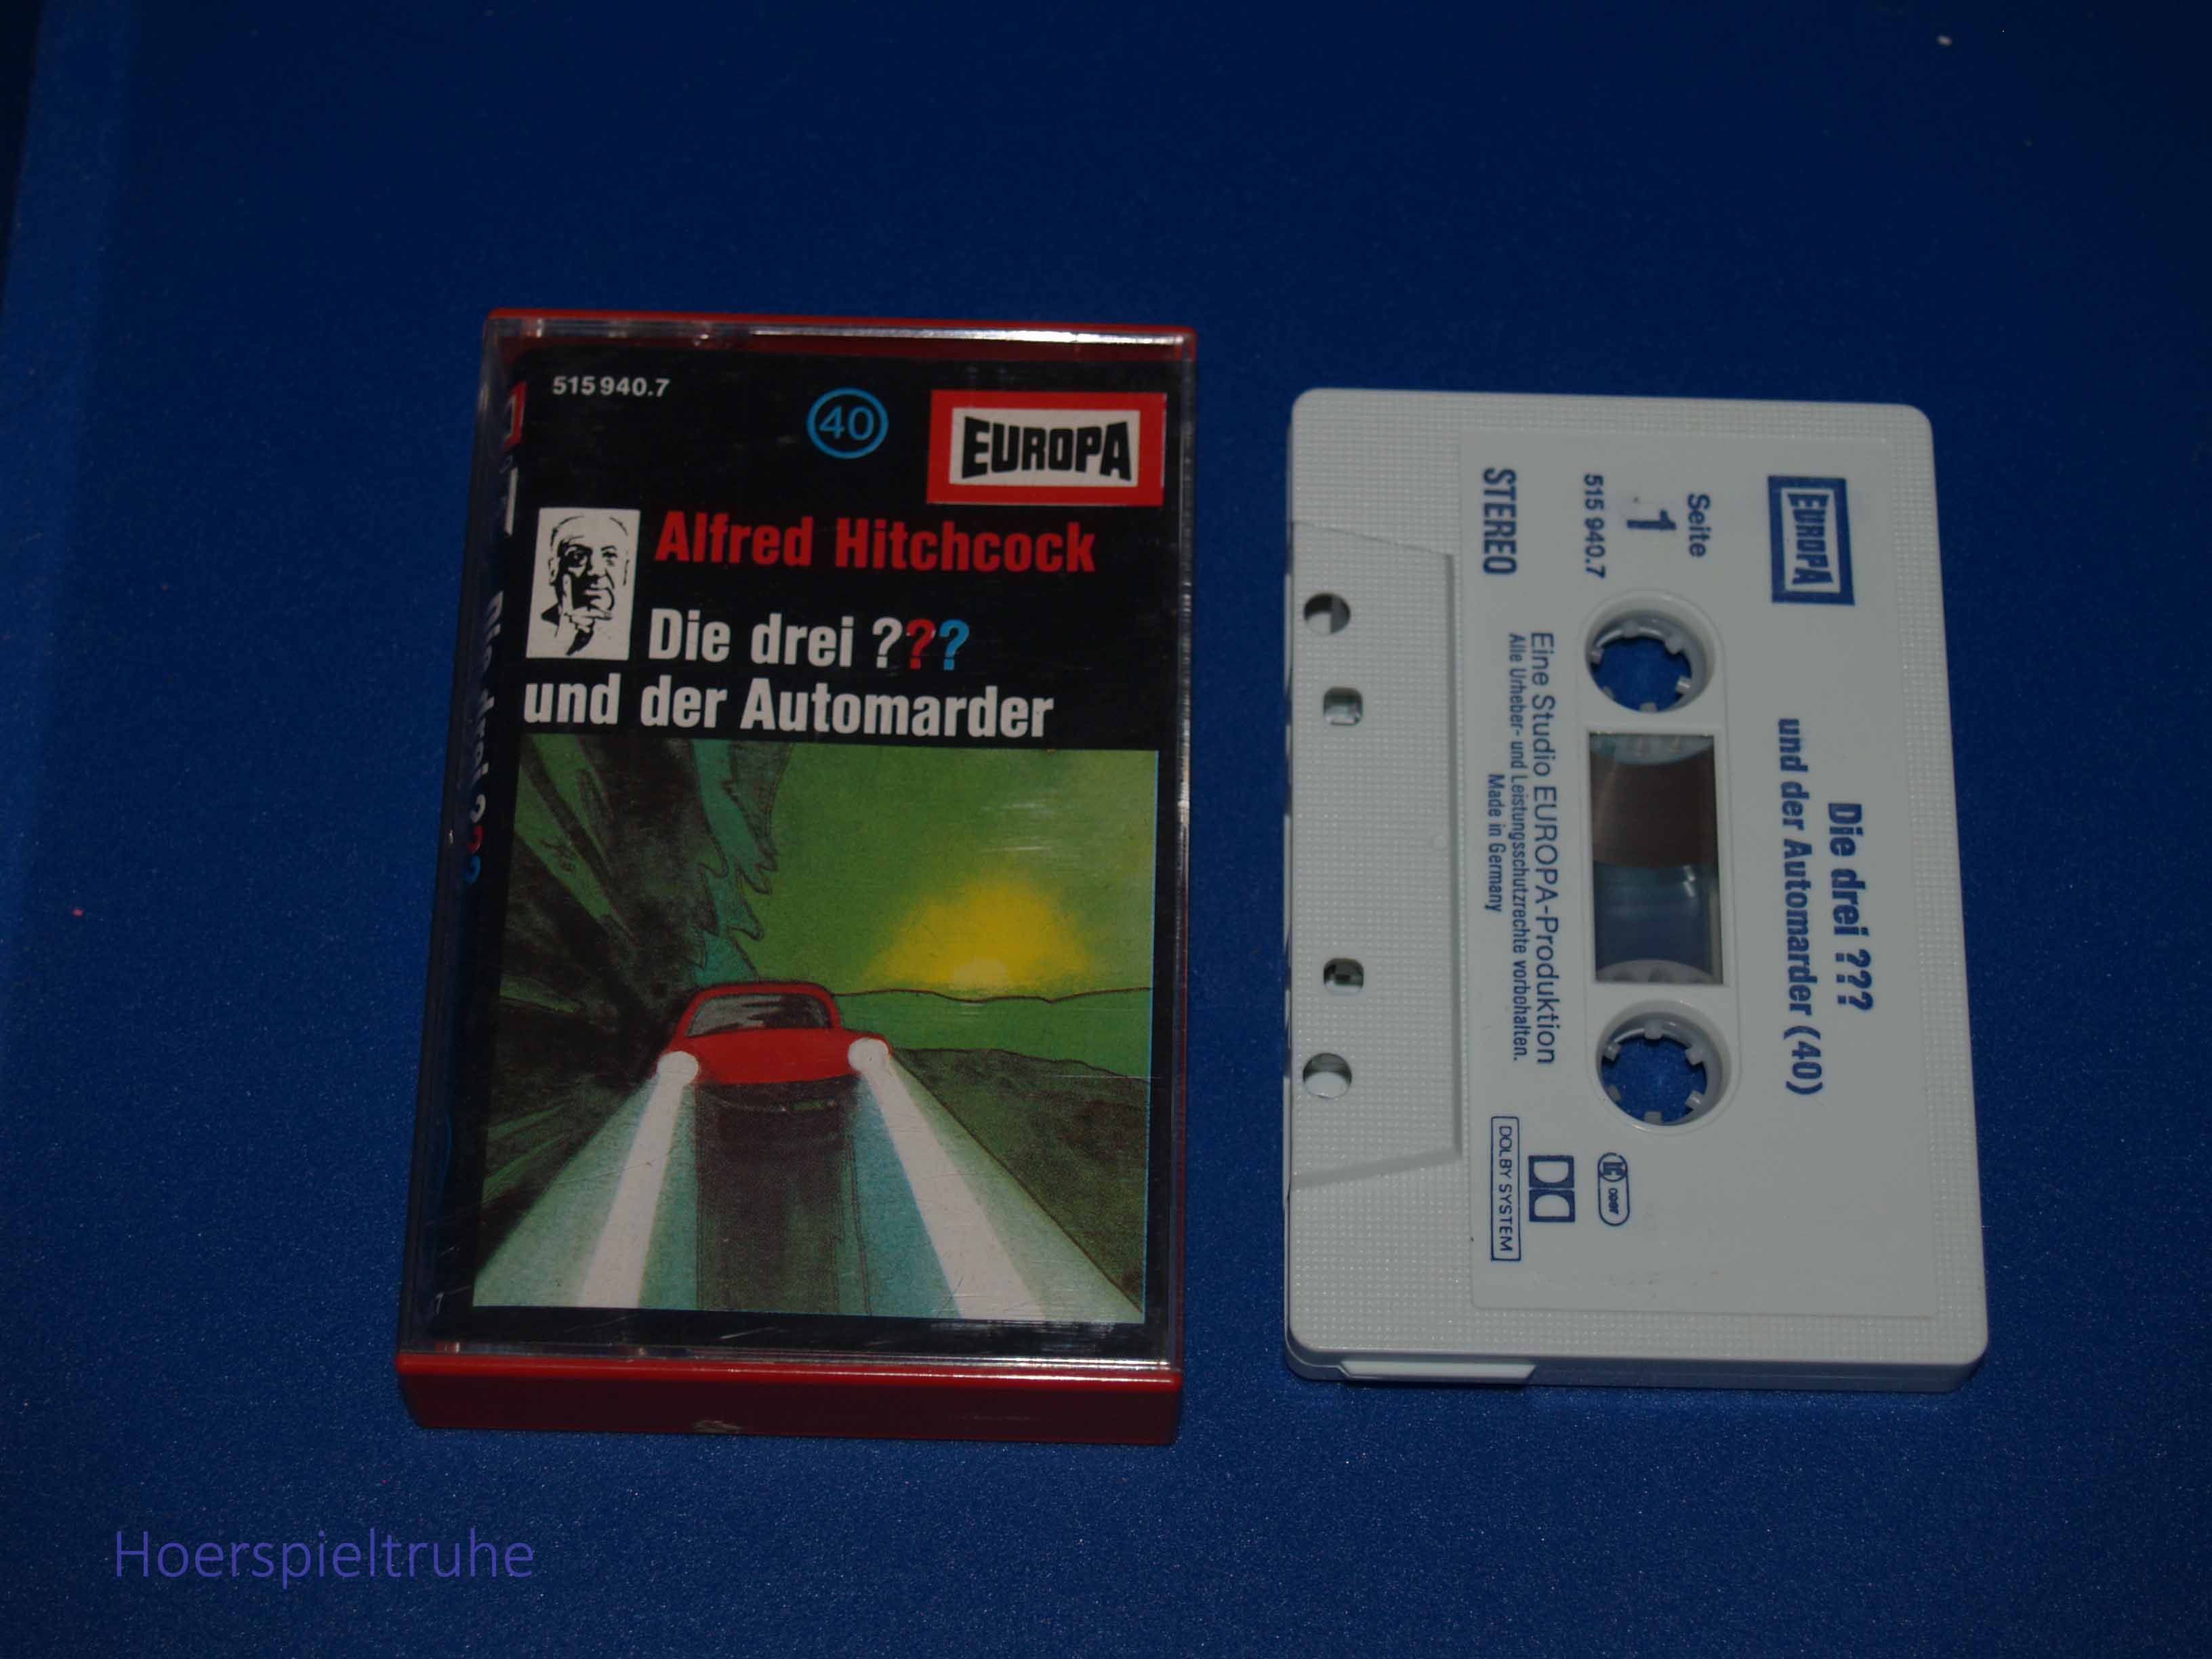 515 940.7
40
EUROPA
Alfred Hitchcock
Die drei ???
und der Automarder
Die drei ???
EUROPA
Die drei ???
und der Automarder (40)
Seite
1
515 940.7
STEREO
Eine Studio EUROPA-Produktion
Alle Urheber- und Leistungsschutzrechte vorbehalten.
Made in Germany
DOLBY SYSTEM
Hoerspieltruhe